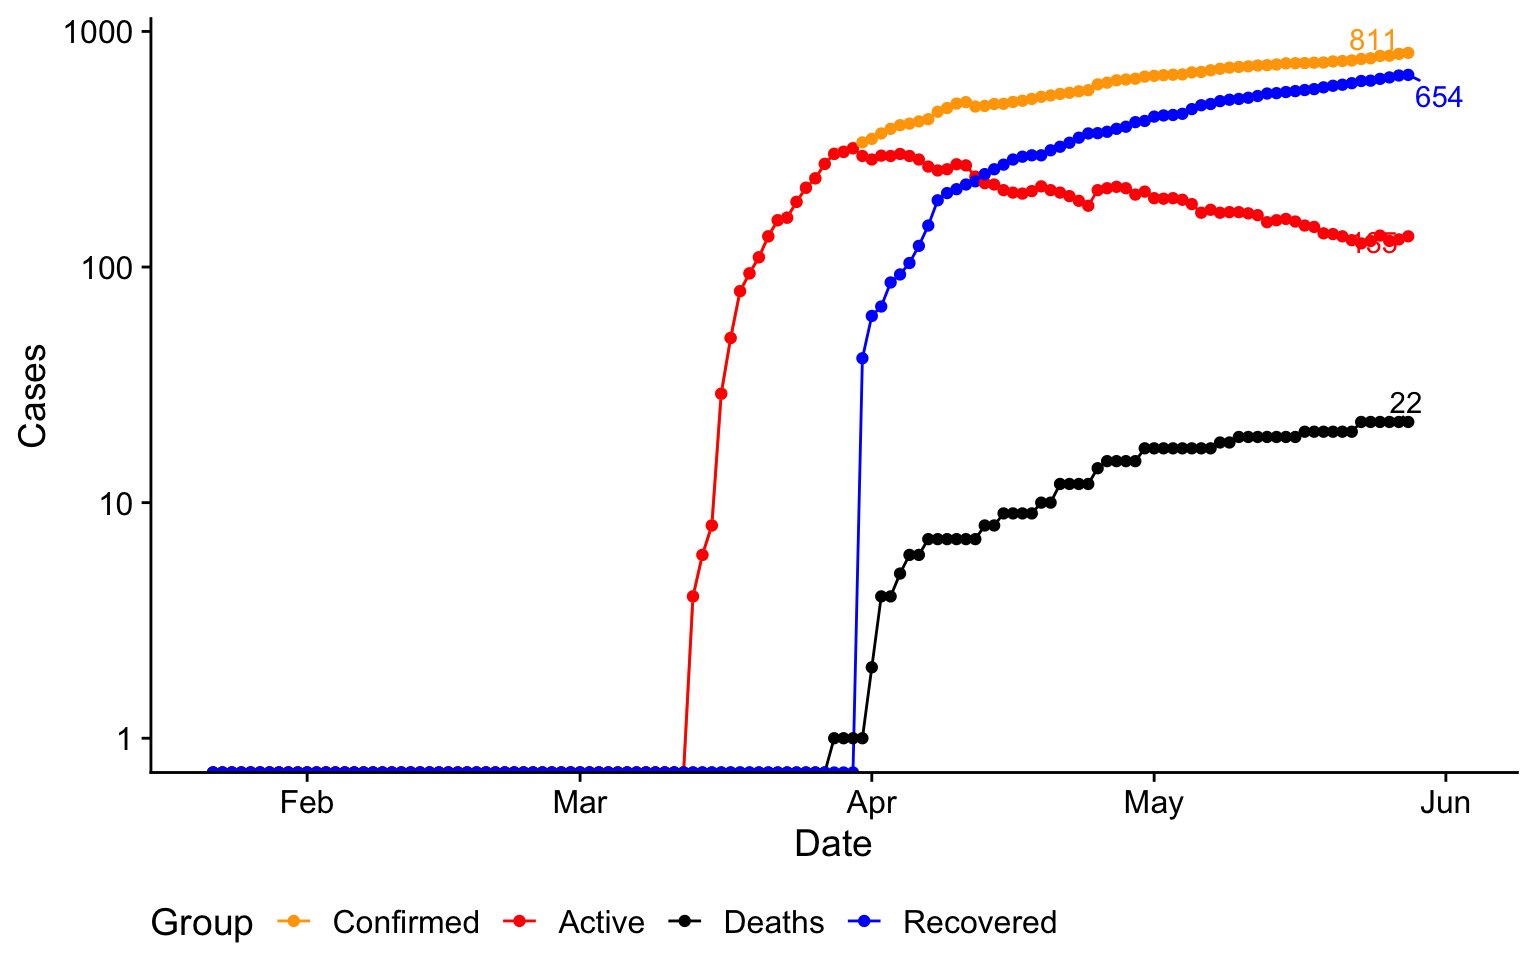 1000
100
10
1
Cases
811
654
135
22
Feb Mar Apr May Jun
Date
Group Confirmed Active Deaths Recovered